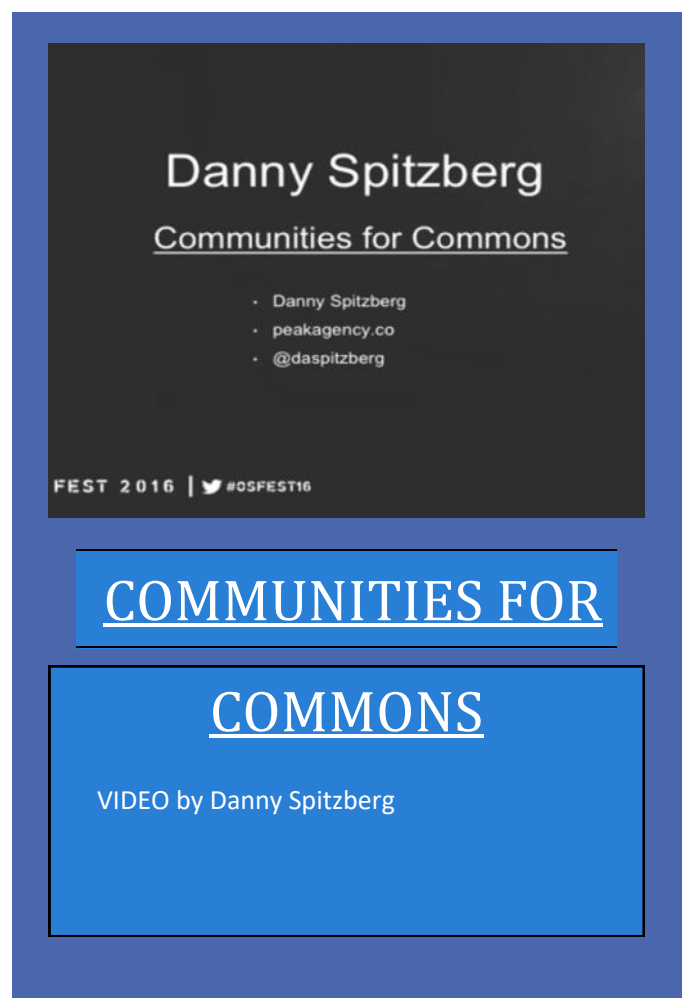 Danny Spitzberg
Communities for Commons
• Danny Spitzberg
• peakagency.co
• @daspitzberg
FEST 2016 | #OSFEST16
COMMUNITIES FOR
COMMONS
VIDEO by Danny Spitzberg